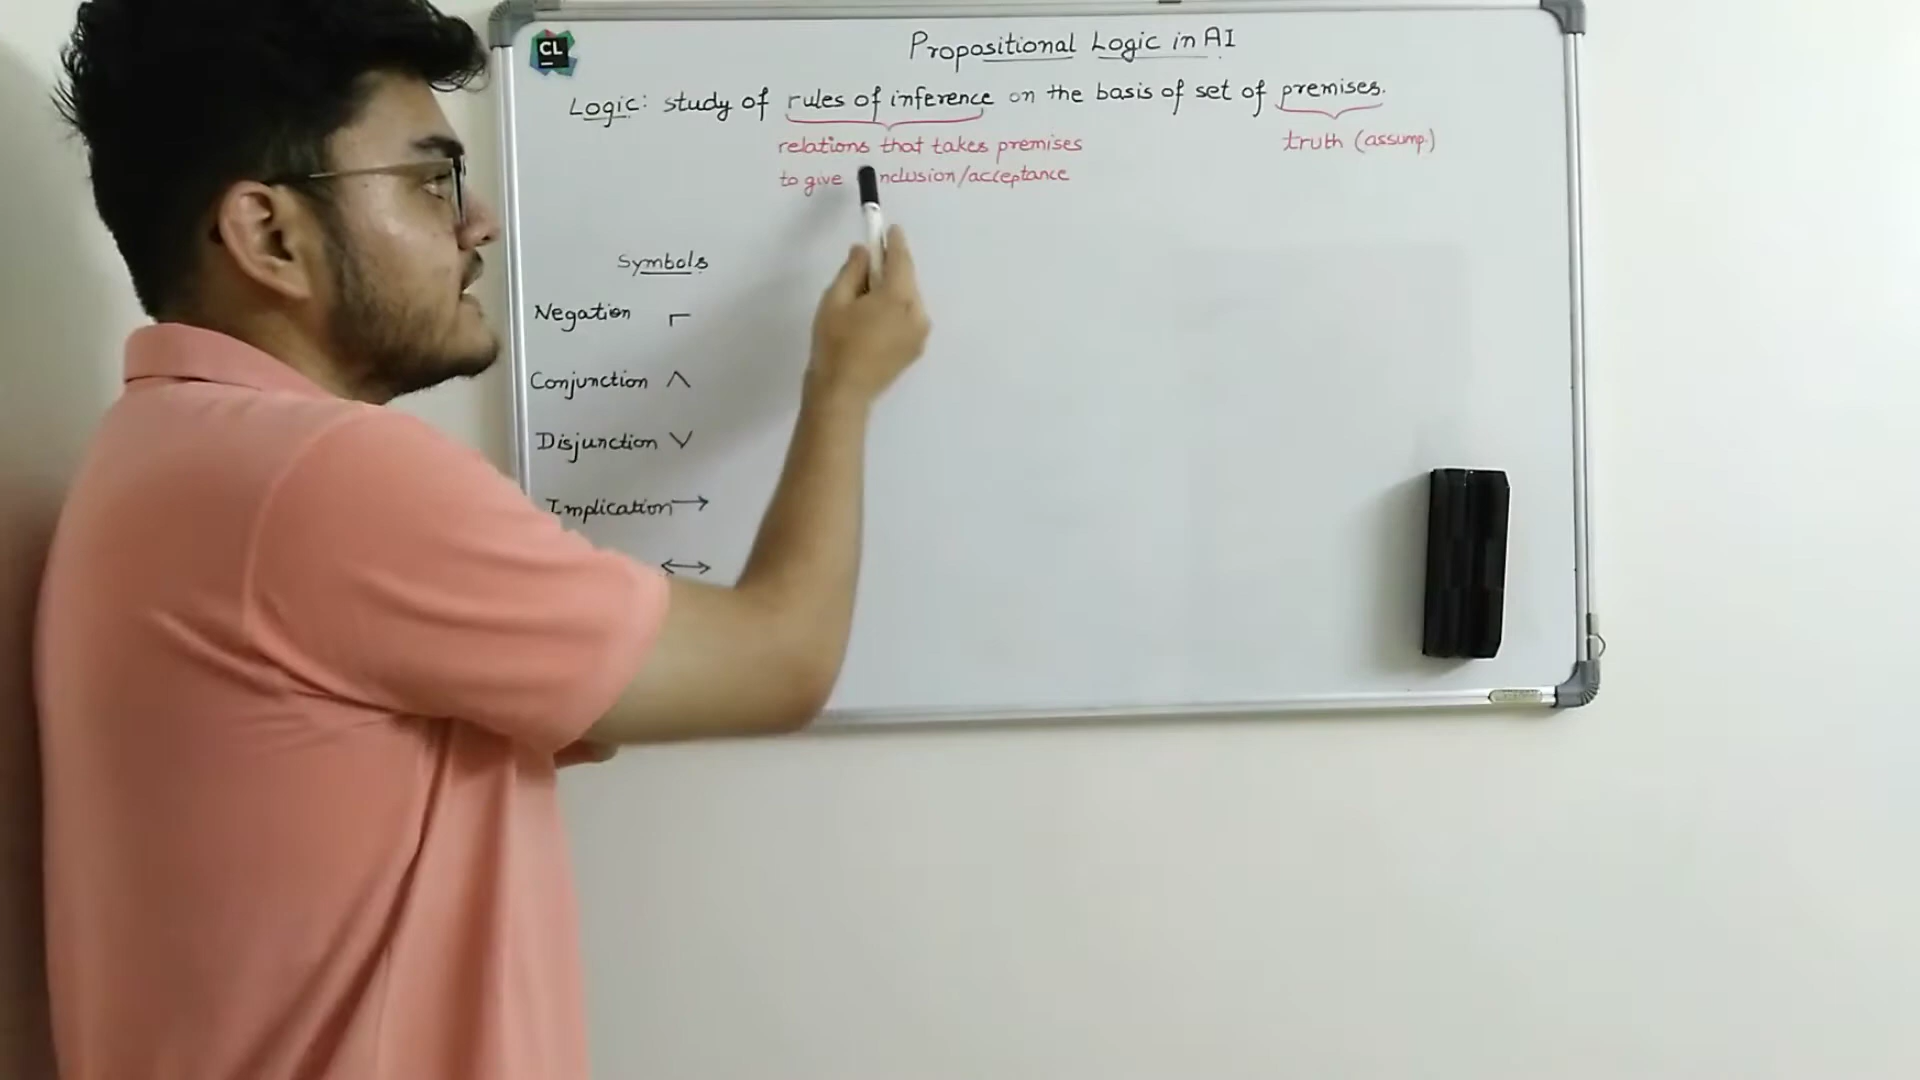 CL
Propositional Logic in AI
Logic: study of rules of inference on the basis of set of premises.
relations that takes premises
to give nclusion/acceptance
truth (assump.)
Symbols
Negation ┌
Conjunction ∧
Disjunction ∨
Implication →
↔